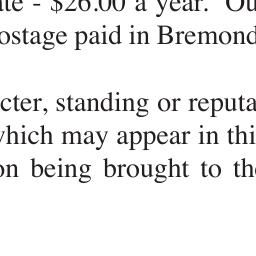 - $26.00 a year. Ou
ostage paid in Bremond
cter, standing or reputa
which may appear in thi
on being brought to th